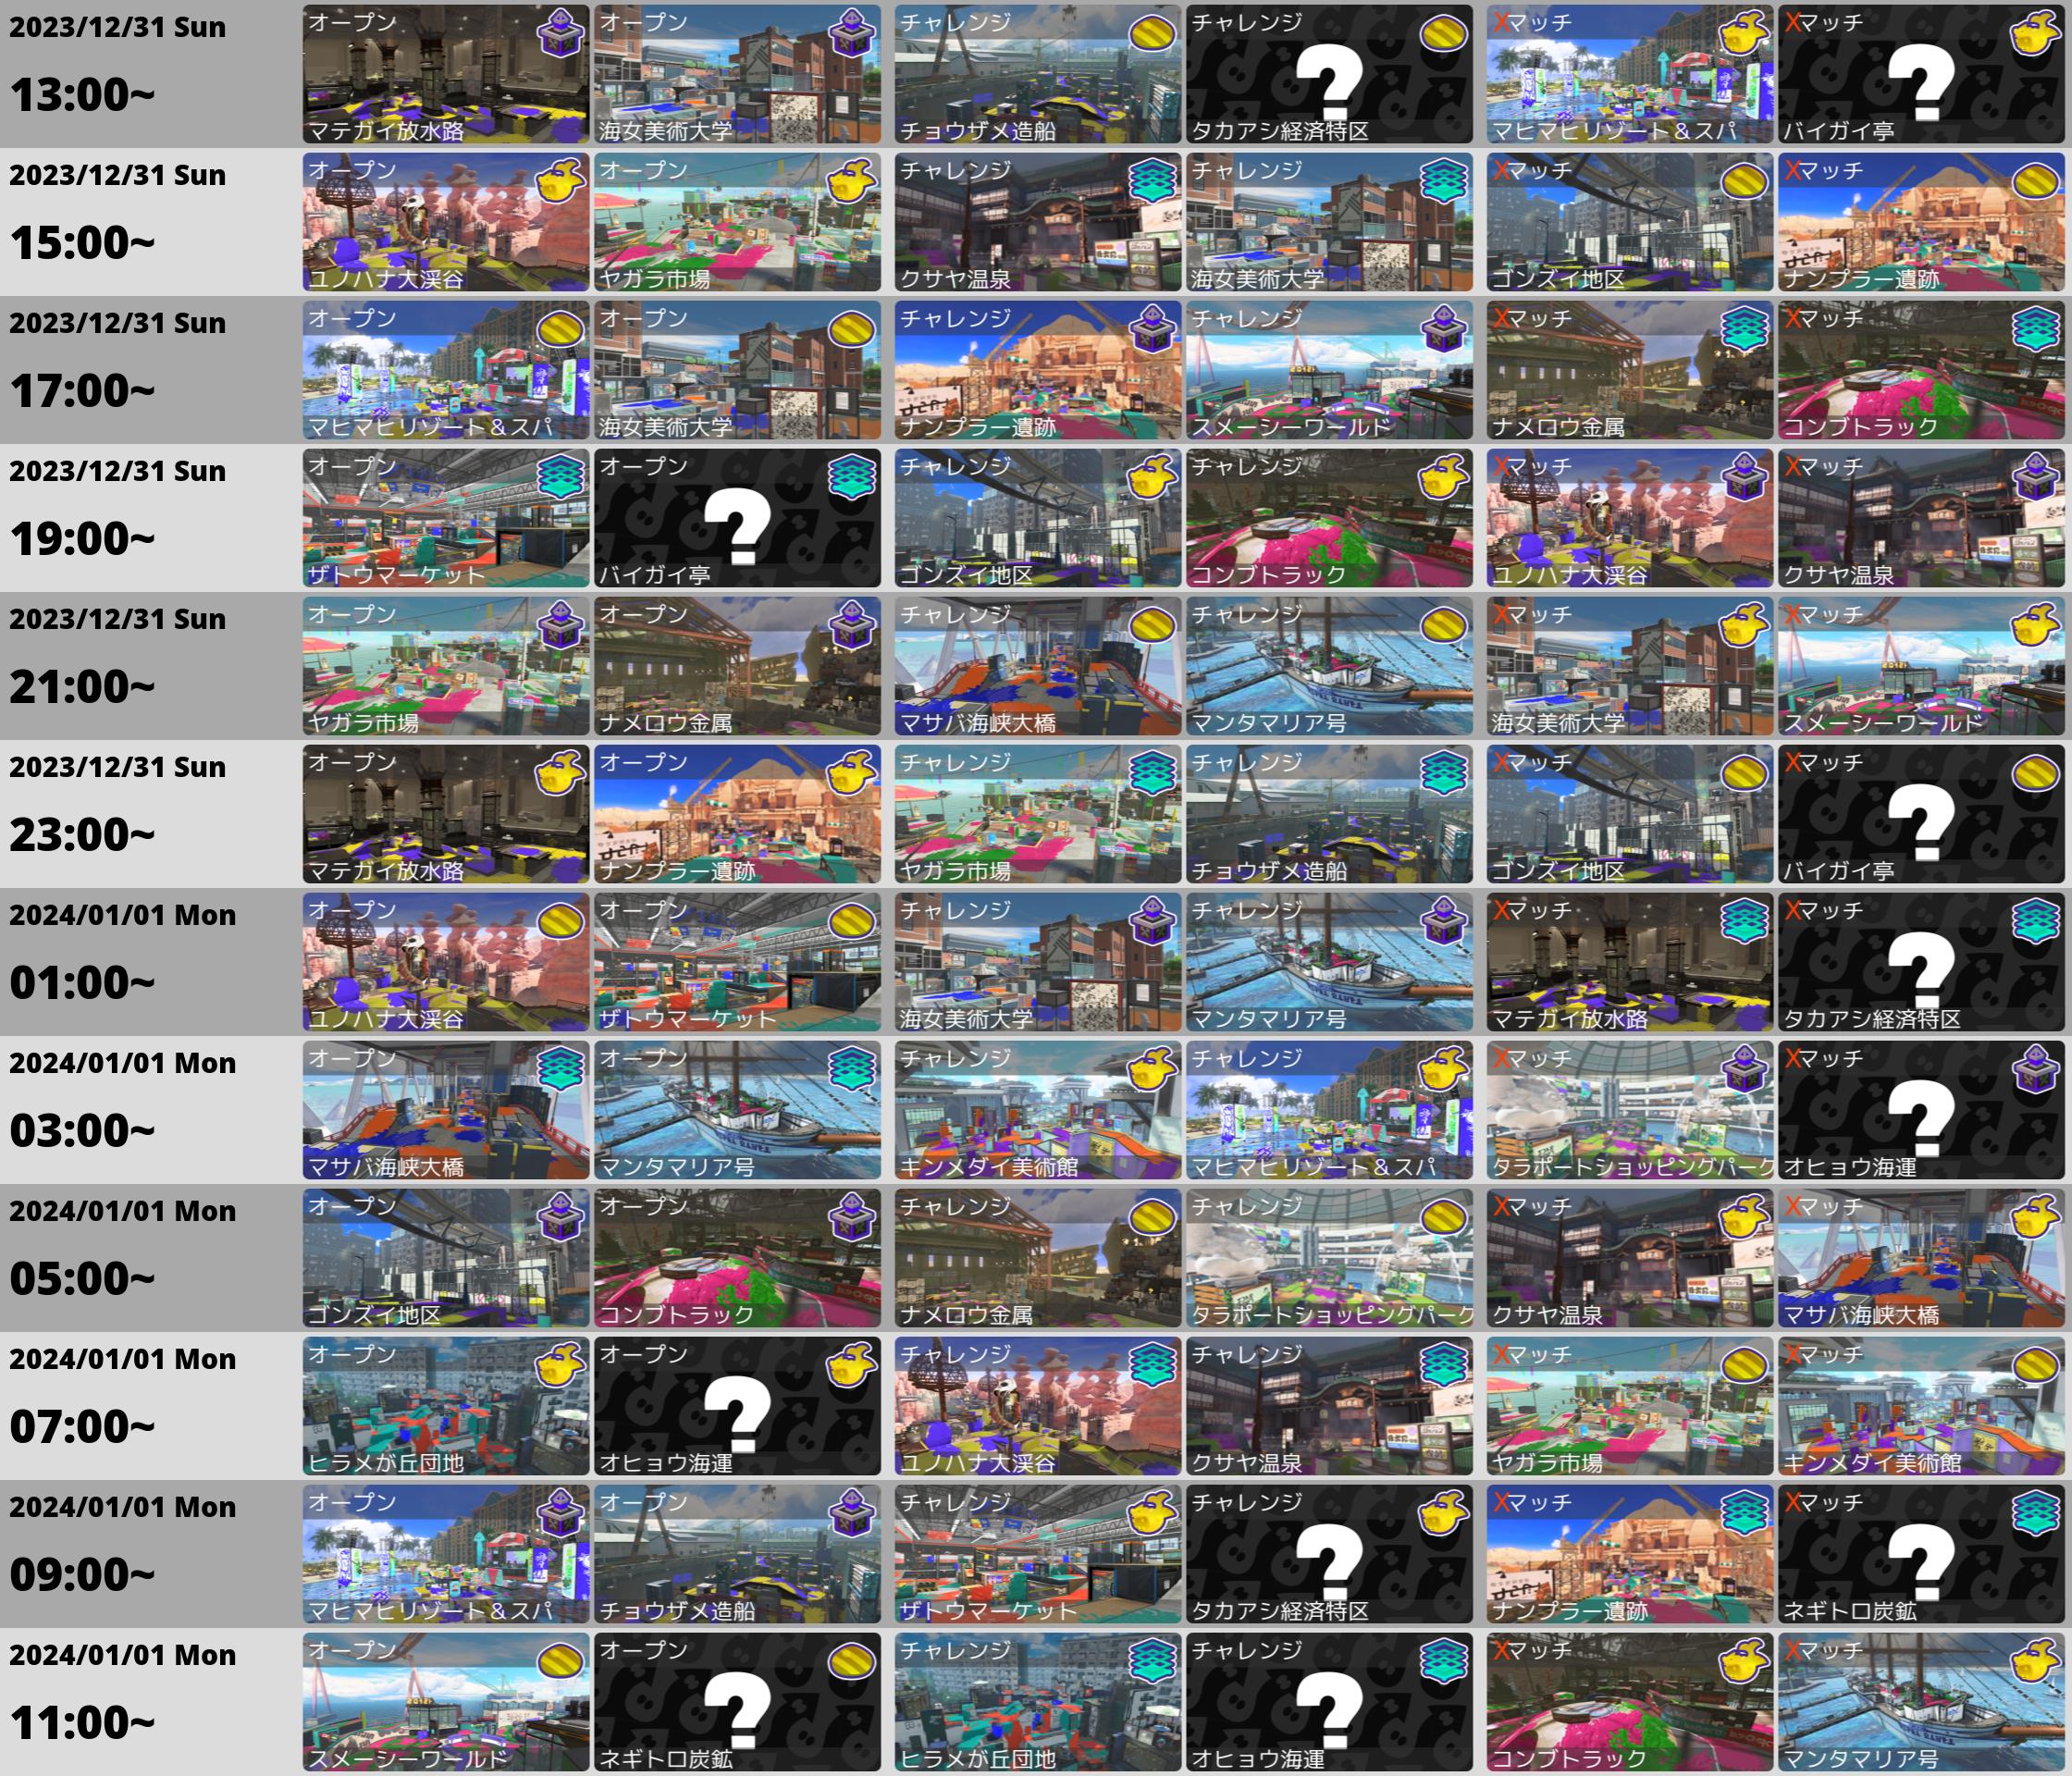 2023/12/31 Sun
13:00~
オープン
マテガイ放水路
オープン
海女美術大学
チャレンジ
チョウザメ造船
チャレンジ
タカアシ経済特区
Xマッチ
マヒマヒリゾート＆スパ
Xマッチ
バイガイ亭
2023/12/31 Sun
15:00~
オープン
ユノハナ大渓谷
オープン
ヤガラ市場
チャレンジ
クサヤ温泉
チャレンジ
海女美術大学
Xマッチ
ゴンズイ地区
Xマッチ
ナンプラー遺跡
2023/12/31 Sun
17:00~
オープン
マヒマヒリゾート＆スパ
オープン
海女美術大学
チャレンジ
ナンプラー遺跡
チャレンジ
スメーシーワールド
Xマッチ
ナメロウ金属
Xマッチ
コンブトラック
2023/12/31 Sun
19:00~
オープン
ザトウマーケット
オープン
バイガイ亭
チャレンジ
ゴンズイ地区
チャレンジ
コンブトラック
Xマッチ
ユノハナ大渓谷
Xマッチ
クサヤ温泉
2023/12/31 Sun
21:00~
オープン
ヤガラ市場
オープン
ナメロウ金属
チャレンジ
マサバ海峡大橋
チャレンジ
マンタマリア号
Xマッチ
海女美術大学
Xマッチ
スメーシーワールド
2023/12/31 Sun
23:00~
オープン
マテガイ放水路
オープン
ナンプラー遺跡
チャレンジ
ヤガラ市場
チャレンジ
チョウザメ造船
Xマッチ
ゴンズイ地区
Xマッチ
バイガイ亭
2024/01/01 Mon
01:00~
オープン
ユノハナ大渓谷
オープン
ザトウマーケット
チャレンジ
海女美術大学
チャレンジ
マンタマリア号
Xマッチ
マテガイ放水路
Xマッチ
タカアシ経済特区
2024/01/01 Mon
03:00~
オープン
マサバ海峡大橋
オープン
マンタマリア号
チャレンジ
キンメダイ美術館
チャレンジ
マヒマヒリゾート＆スパ
Xマッチ
タラポートショッピングパーク
Xマッチ
オヒョウ海運
2024/01/01 Mon
05:00~
オープン
ゴンズイ地区
オープン
コンブトラック
チャレンジ
ナメロウ金属
チャレンジ
タラポートショッピングパーク
Xマッチ
クサヤ温泉
Xマッチ
マサバ海峡大橋
2024/01/01 Mon
07:00~
オープン
ヒラメが丘団地
オープン
オヒョウ海運
チャレンジ
ユノハナ大渓谷
チャレンジ
クサヤ温泉
Xマッチ
ヤガラ市場
Xマッチ
キンメダイ美術館
2024/01/01 Mon
09:00~
オープン
マヒマヒリゾート＆スパ
オープン
チョウザメ造船
チャレンジ
ザトウマーケット
チャレンジ
タカアシ経済特区
Xマッチ
ナンプラー遺跡
Xマッチ
ネギトロ炭鉱
2024/01/01 Mon
11:00~
オープン
スメーシーワールド
オープン
ネギトロ炭鉱
チャレンジ
ヒラメが丘団地
チャレンジ
オヒョウ海運
Xマッチ
コンブトラック
Xマッチ
マンタマリア号